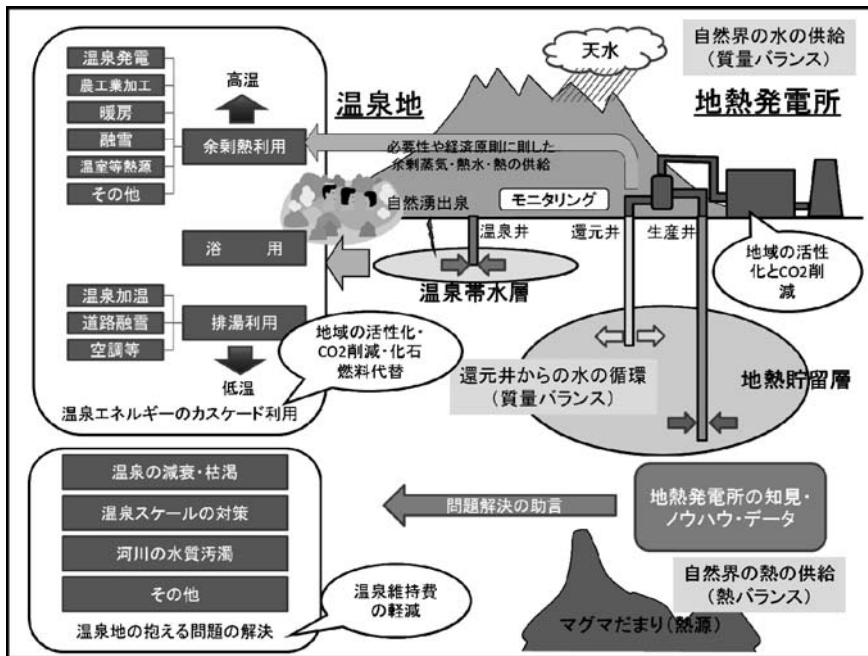 温泉発電
農工業加工
暖房
融雪
温室等熱源
その他
高温
余剰熱利用
浴　用
温泉加温
道路融雪
空調等
排湯利用
低温
温泉エネルギーのカスケード利用
地域の活性化・
CO2削減・化石
燃料代替
温泉地
天水
自然界の水の供給
(質量バランス)
地熱発電所
必要性や経済原則に則した
余剰蒸気・熱水・熱の供給
自然湧出泉
モニタリング
温泉井
還元井
生産井
温泉帯水層
地域の活性
化とCO2削
減
還元井からの水の循環
(質量バランス)
地熱貯留層
温泉の減衰・枯渇
温泉スケールの対策
河川の水質汚濁
その他
温泉地の抱える問題の解決
温泉維持費
の軽減
問題解決の助言
地熱発電所の知見・
ノウハウ・データ
自然界の熱の供給
(熱バランス)
マグマだまり(熱源)